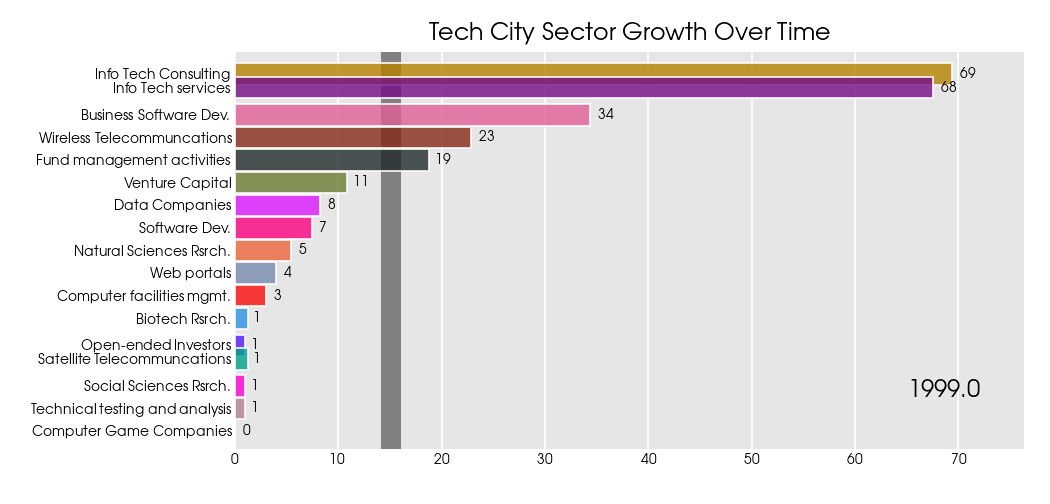 Tech City Sector Growth Over Time
Info Tech Consulting 69
Info Tech services 68
Business Software Dev. 34
Wireless Telecommuncations 23
Fund management activities 19
Venture Capital 11
Data Companies 8
Software Dev. 7
Natural Sciences Rsrch. 5
Web portals 4
Computer facilities mgmt. 3
Biotech Rsrch. 1
Open-ended Investors 1
Satellite Telecommuncations 1
Social Sciences Rsrch. 1
1999.0
Technical testing and analysis 1
Computer Game Companies 0
0 10 20 30 40 50 60 70